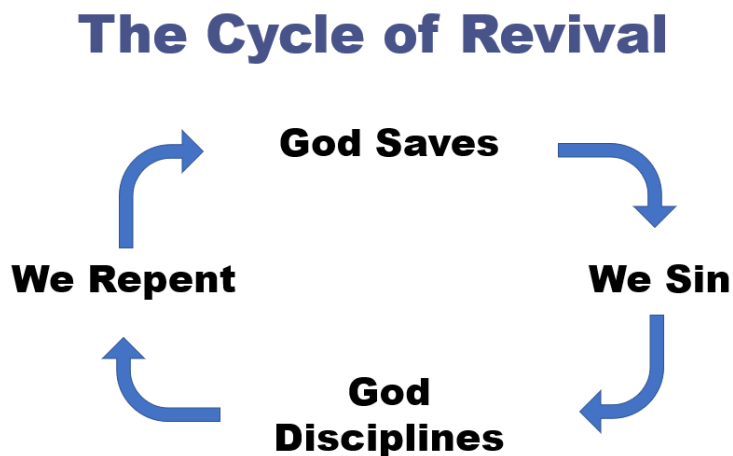 The Cycle of Revival
God Saves
We Sin
God
Disciplines
We Repent